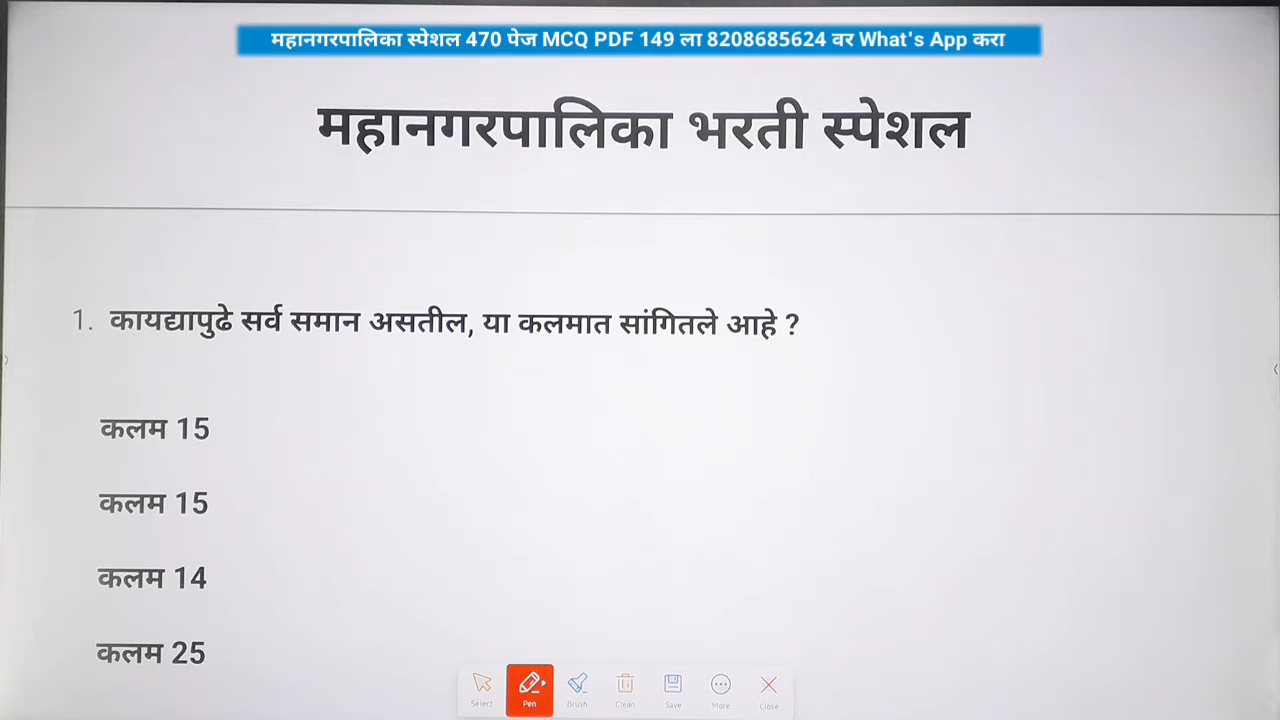 महानगरपालिका स्पेशल 470 पेज MCQ PDF 149 ला 8208685624 वर What's App करा
महानगरपालिका भरती स्पेशल
1. कायद्यापुढे सर्व समान असतील, या कलमात सांगितले आहे ?
कलम 15
कलम 15
कलम 14
कलम 25
Select Pen Brush Clean Save More Close